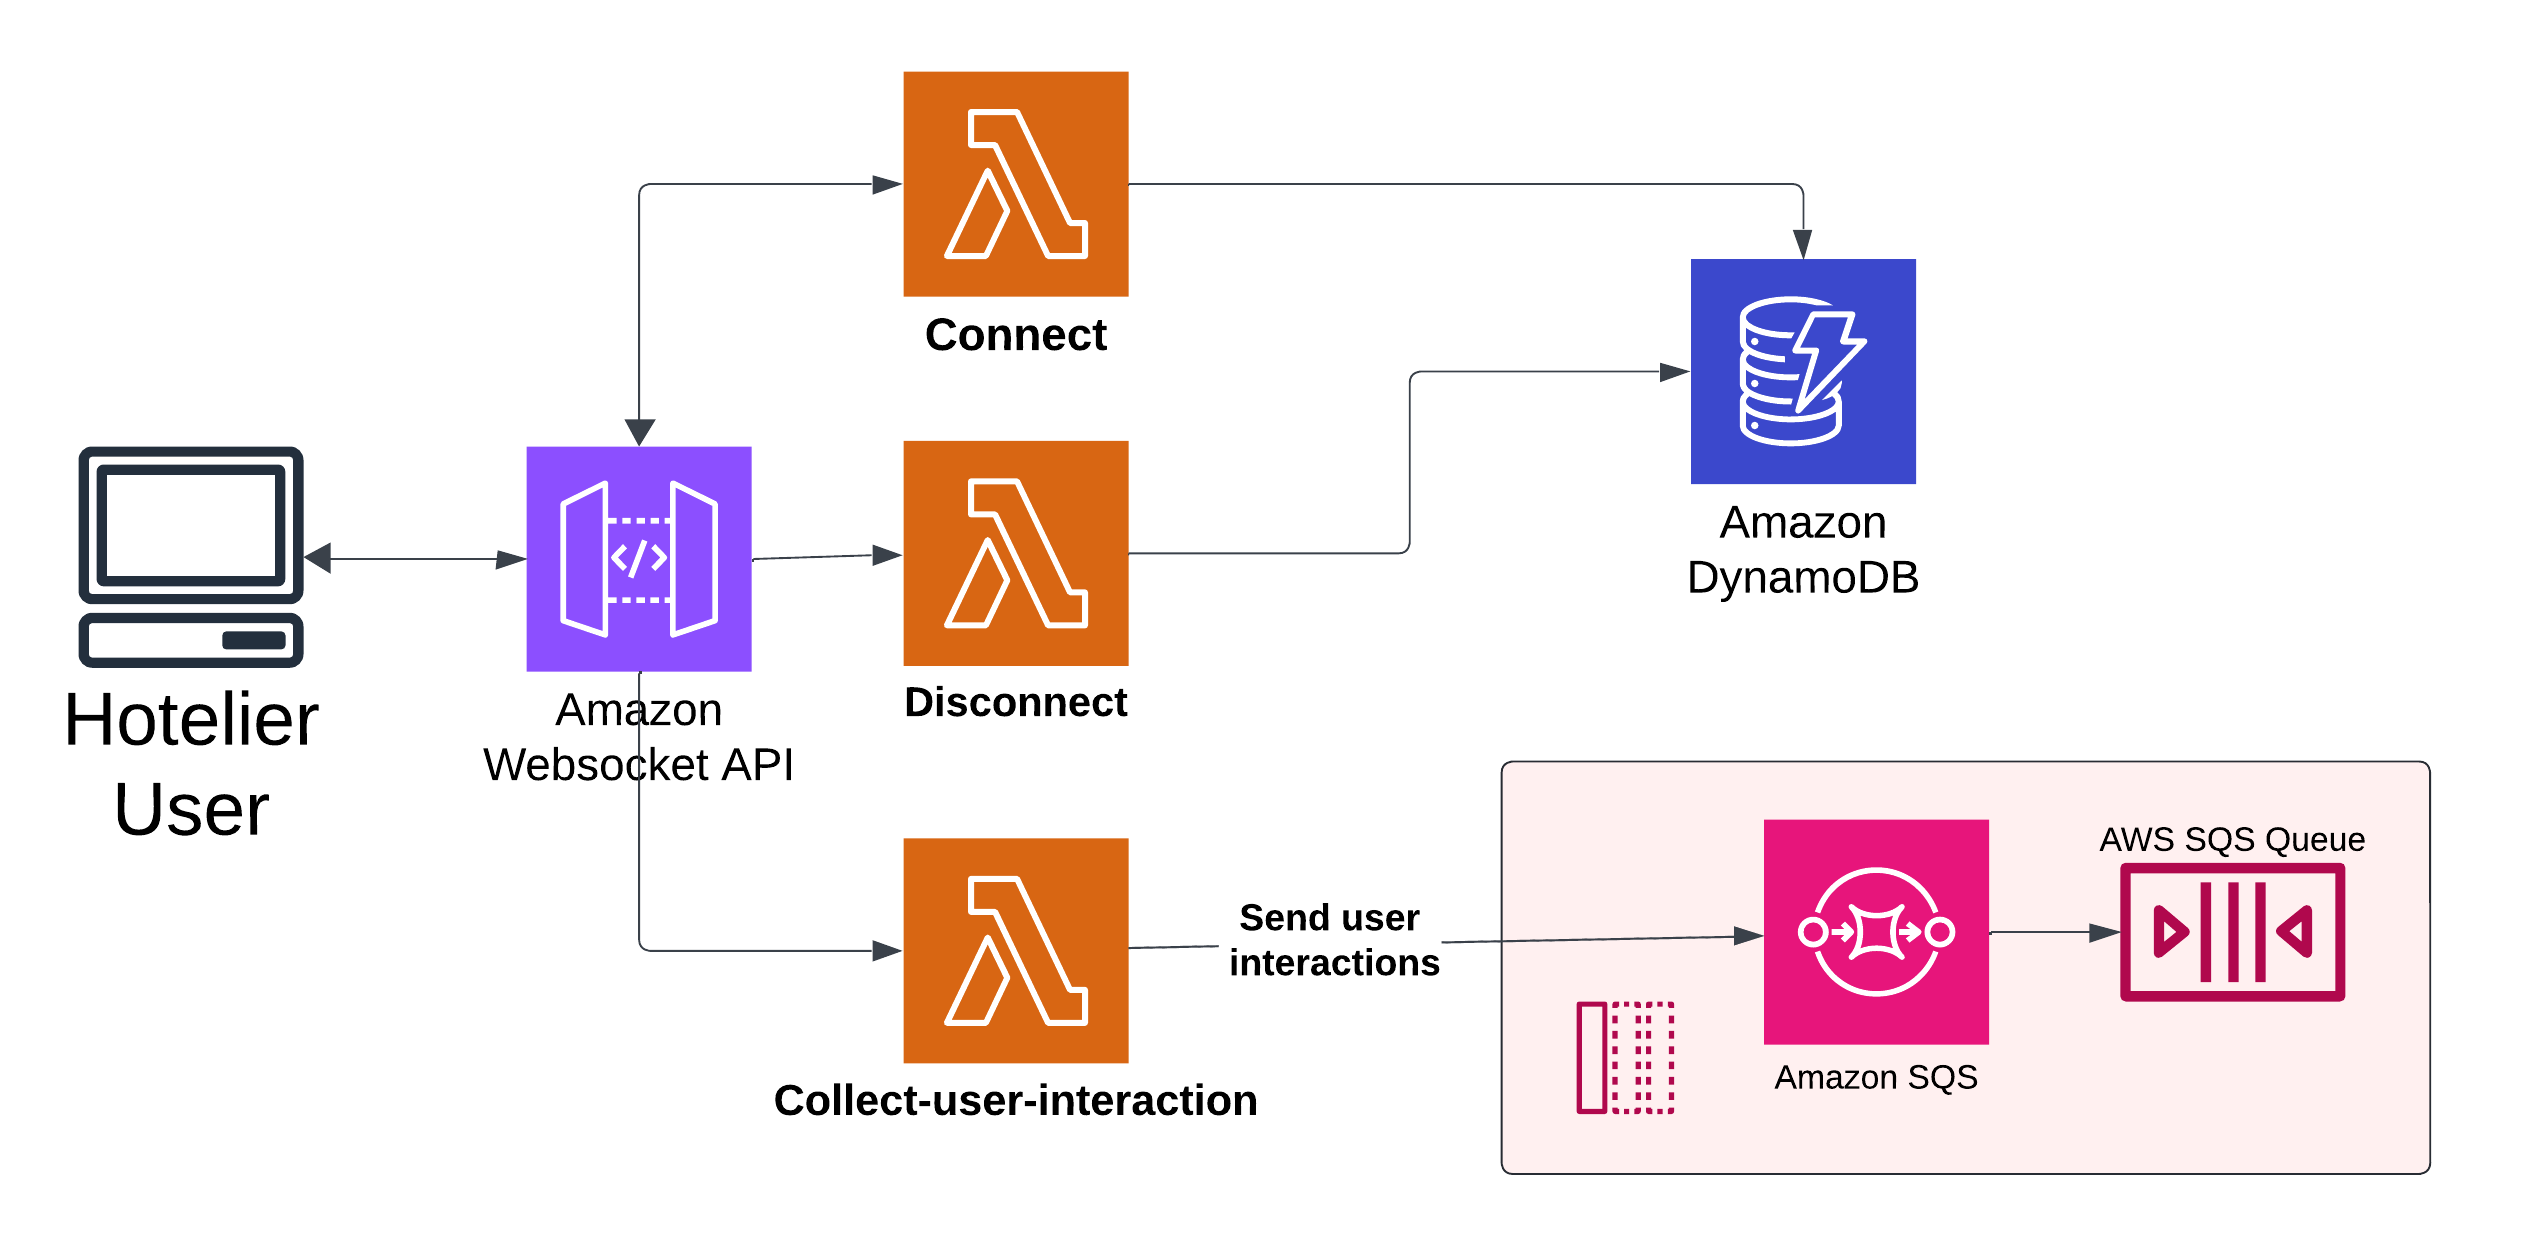 Connect
Amazon
DynamoDB
Hotelier
User
Amazon
Websocket API
Disconnect
AWS SQS Queue
Send user
interactions
Amazon SQS
Collect-user-interaction